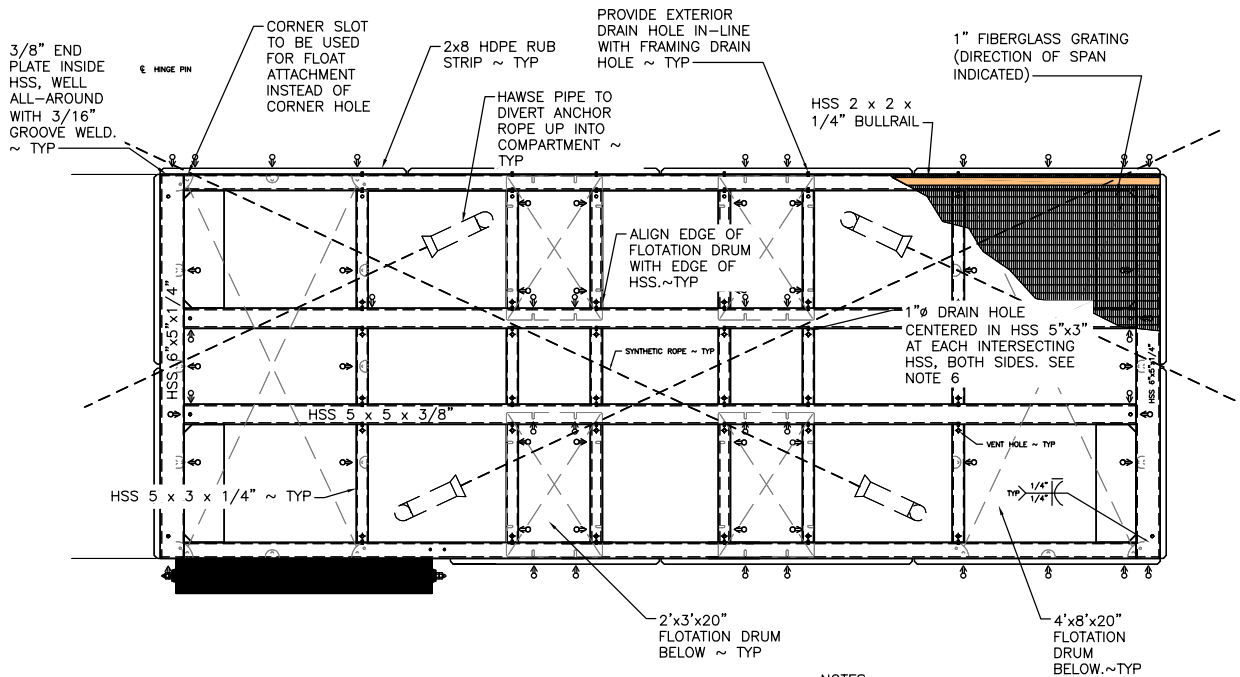 3/8" END
PLATE INSIDE
HSS, WELL
ALL-AROUND
WITH 3/16"
GROOVE WELD.
~ TYP
℄ HINGE PIN
CORNER SLOT
TO BE USED
FOR FLOAT
ATTACHMENT
INSTEAD OF
CORNER HOLE
2x8 HDPE RUB
STRIP ~ TYP
HAWSE PIPE TO
DIVERT ANCHOR
ROPE UP INTO
COMPARTMENT ~
TYP
PROVIDE EXTERIOR
DRAIN HOLE IN-LINE
WITH FRAMING DRAIN
HOLE ~ TYP
HSS 2 x 2 x
1/4" BULLRAIL
1" FIBERGLASS GRATING
(DIRECTION OF SPAN
INDICATED)
ALIGN EDGE OF
FLOTATION DRUM
WITH EDGE OF
HSS.~TYP
HSS 6"x5"x1/4"
SYNTHETIC ROPE ~ TYP
1"ø DRAIN HOLE
CENTERED IN HSS 5"x3"
AT EACH INTERSECTING
HSS, BOTH SIDES. SEE
NOTE 6
HSS 6"x5"x1/4"
HSS 5 x 5 x 3/8"
VENT HOLE ~ TYP
HSS 5 x 3 x 1/4" ~ TYP
TYP
1/4"
1/4"
2'x3'x20"
FLOTATION DRUM
BELOW ~ TYP
4'x8'x20"
FLOTATION
DRUM
BELOW.~TYP
NOTES